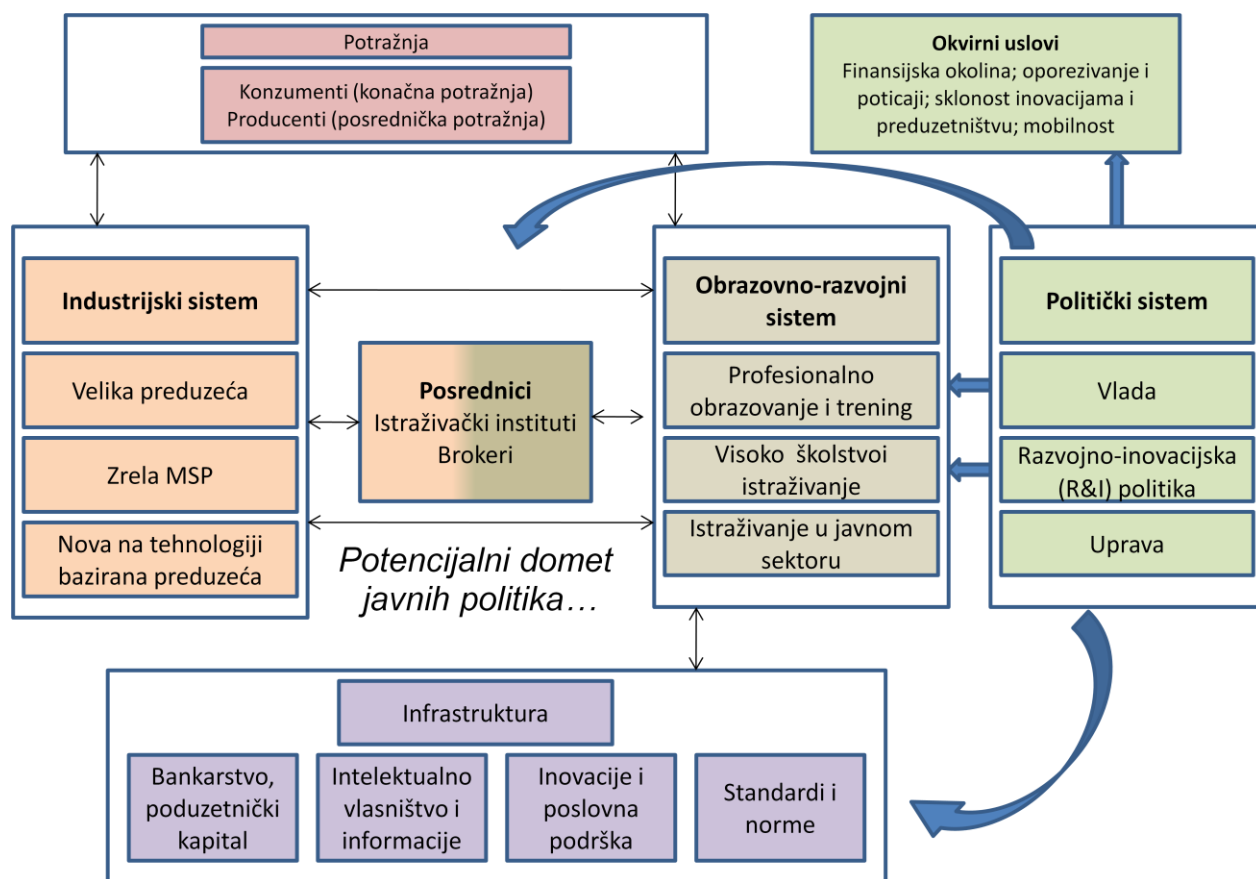 Potražnja
Konzumenti (konačna potražnja)
Producenti (posrednička potražnja)
Okvirni uslovi
Finansijska okolina; oporezivanje i
poticaji; sklonost inovacijama i
preduzetništvu; mobilnost
Industrijski sistem
Velika preduzeća
Zrela MSP
Nova na tehnologiji
bazirana preduzeća
Posrednici
Istraživački instituti
Brokeri
Potencijalni domet
javnih politika…
Obrazovno-razvojni
sistem
Profesionalno
obrazovanje i trening
Visoko školstvoi
istraživanje
Istraživanje u javnom
sektoru
Politički sistem
Vlada
Razvojno-inovacijska
(R&I) politika
Uprava
Infrastruktura
Bankarstvo,
poduzetnički
kapital
Intelektualno
vlasništvo i
informacije
Inovacije i
poslovna
podrška
Standardi i
norme